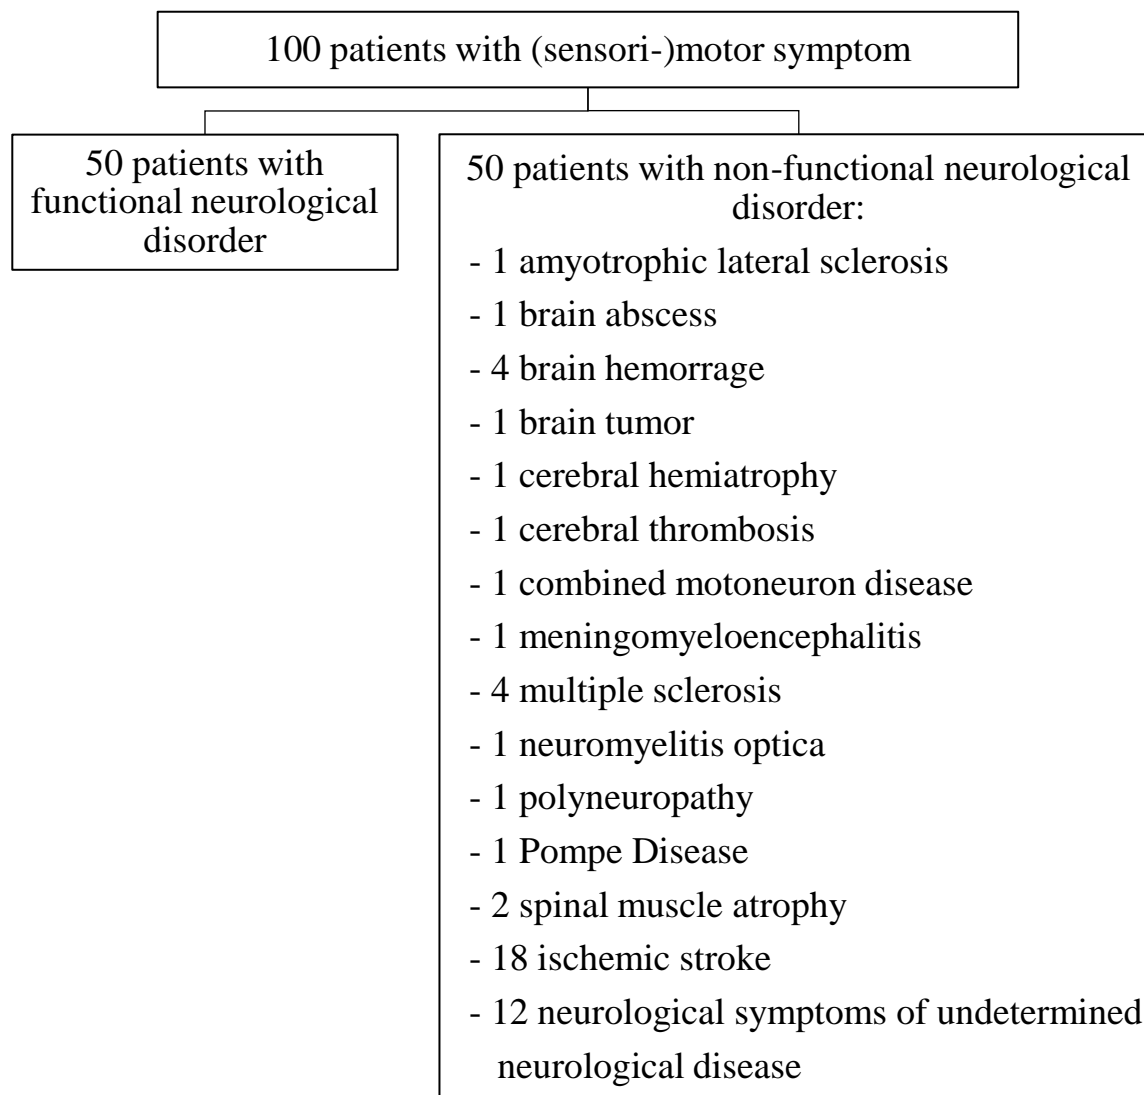 100 patients with (sensori-)motor symptom
50 patients with
functional neurological
disorder
50 patients with non-functional neurological
disorder:
- 1 amyotrophic lateral sclerosis
- 1 brain abscess
- 4 brain hemorrage
- 1 brain tumor
- 1 cerebral hemiatrophy
- 1 cerebral thrombosis
- 1 combined motoneuron disease
- 1 meningomyeloencephalitis
- 4 multiple sclerosis
- 1 neuromyelitis optica
- 1 polyneuropathy
- 1 Pompe Disease
- 2 spinal muscle atrophy
- 18 ischemic stroke
- 12 neurological symptoms of undetermined
neurological disease